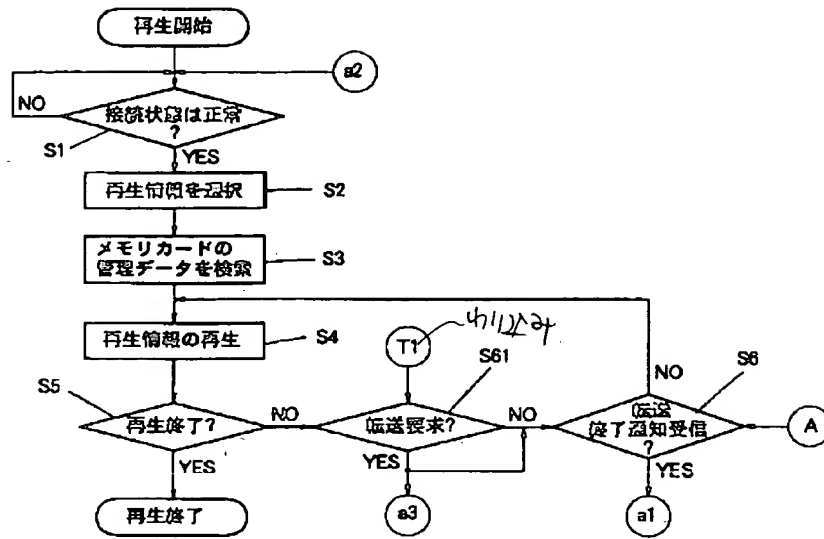 再生開始
a2
NO
接続状態は正常
?
S1
YES
再生情報を選択
S2
メモリカードの
管理データを検索
S3
再生情報の再生
S4
T1
わりこみ
S61
NO
S6
S5
再生終了?
NO
転送要求?
NO
転送
終了通知受信
?
A
YES
YES
YES
再生終了
a3
a1